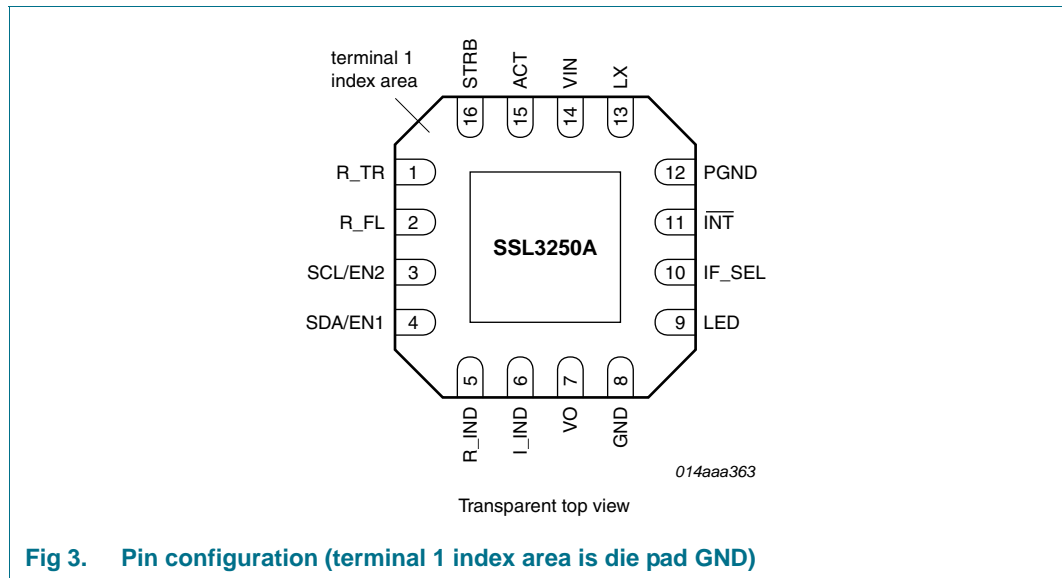 terminal 1
index area
STRB
ACT
VIN
LX
16
15
14
13
R_TR 1
12 PGND
R_FL 2
11 I̅N̅T̅
SSL3250A
SCL/EN2 3
10 IF_SEL
SDA/EN1 4
9 LED
5
6
7
8
R_IND
I_IND
VO
GND
014aaa363
Transparent top view
Fig 3. Pin configuration (terminal 1 index area is die pad GND)